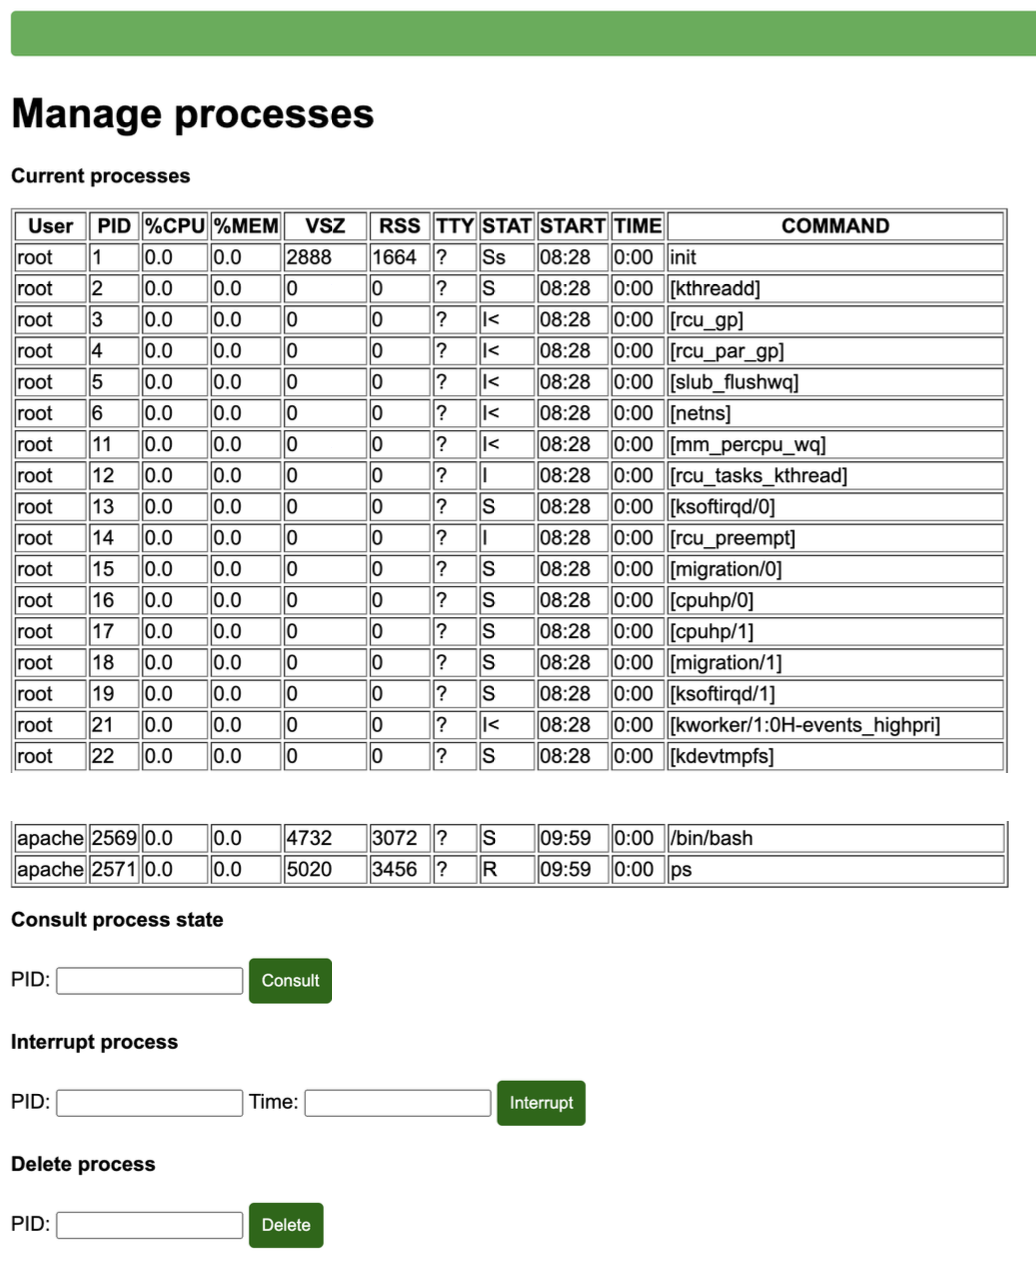 Manage processes
Current processes
User PID %CPU %MEM VSZ RSS TTY STAT START TIME COMMAND
root 1 0.0 0.0 2888 1664 ? Ss 08:28 0:00 init
root 2 0.0 0.0 0 0 ? S 08:28 0:00 [kthreadd]
root 3 0.0 0.0 0 0 ? I< 08:28 0:00 [rcu_gp]
root 4 0.0 0.0 0 0 ? I< 08:28 0:00 [rcu_par_gp]
root 5 0.0 0.0 0 0 ? I< 08:28 0:00 [slub_flushwq]
root 6 0.0 0.0 0 0 ? I< 08:28 0:00 [netns]
root 11 0.0 0.0 0 0 ? I< 08:28 0:00 [mm_percpu_wq]
root 12 0.0 0.0 0 0 ? I 08:28 0:00 [rcu_tasks_kthread]
root 13 0.0 0.0 0 0 ? S 08:28 0:00 [ksoftirqd/0]
root 14 0.0 0.0 0 0 ? I 08:28 0:00 [rcu_preempt]
root 15 0.0 0.0 0 0 ? S 08:28 0:00 [migration/0]
root 16 0.0 0.0 0 0 ? S 08:28 0:00 [cpuhp/0]
root 17 0.0 0.0 0 0 ? S 08:28 0:00 [cpuhp/1]
root 18 0.0 0.0 0 0 ? S 08:28 0:00 [migration/1]
root 19 0.0 0.0 0 0 ? S 08:28 0:00 [ksoftirqd/1]
root 21 0.0 0.0 0 0 ? I< 08:28 0:00 [kworker/1:0H-events_highpri]
root 22 0.0 0.0 0 0 ? S 08:28 0:00 [kdevtmpfs]
apache 2569 0.0 0.0 4732 3072 ? S 09:59 0:00 /bin/bash
apache 2571 0.0 0.0 5020 3456 ? R 09:59 0:00 ps
Consult process state
PID: Consult
Interrupt process
PID: Time: Interrupt
Delete process
PID: Delete